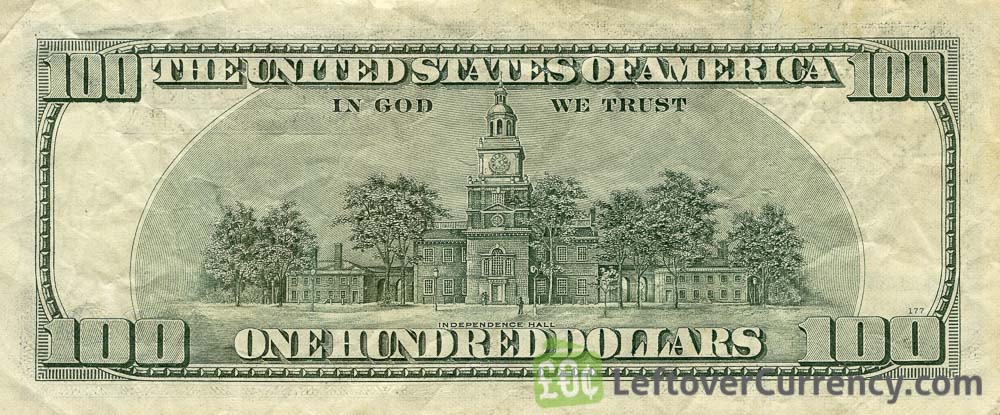 100 THE UNITED STATES OF AMERICA 100
IN GOD WE TRUST
177
INDEPENDENCE HALL
100 ONE HUNDRED DOLLARS 100
£0¢ LeftoverCurrency.com